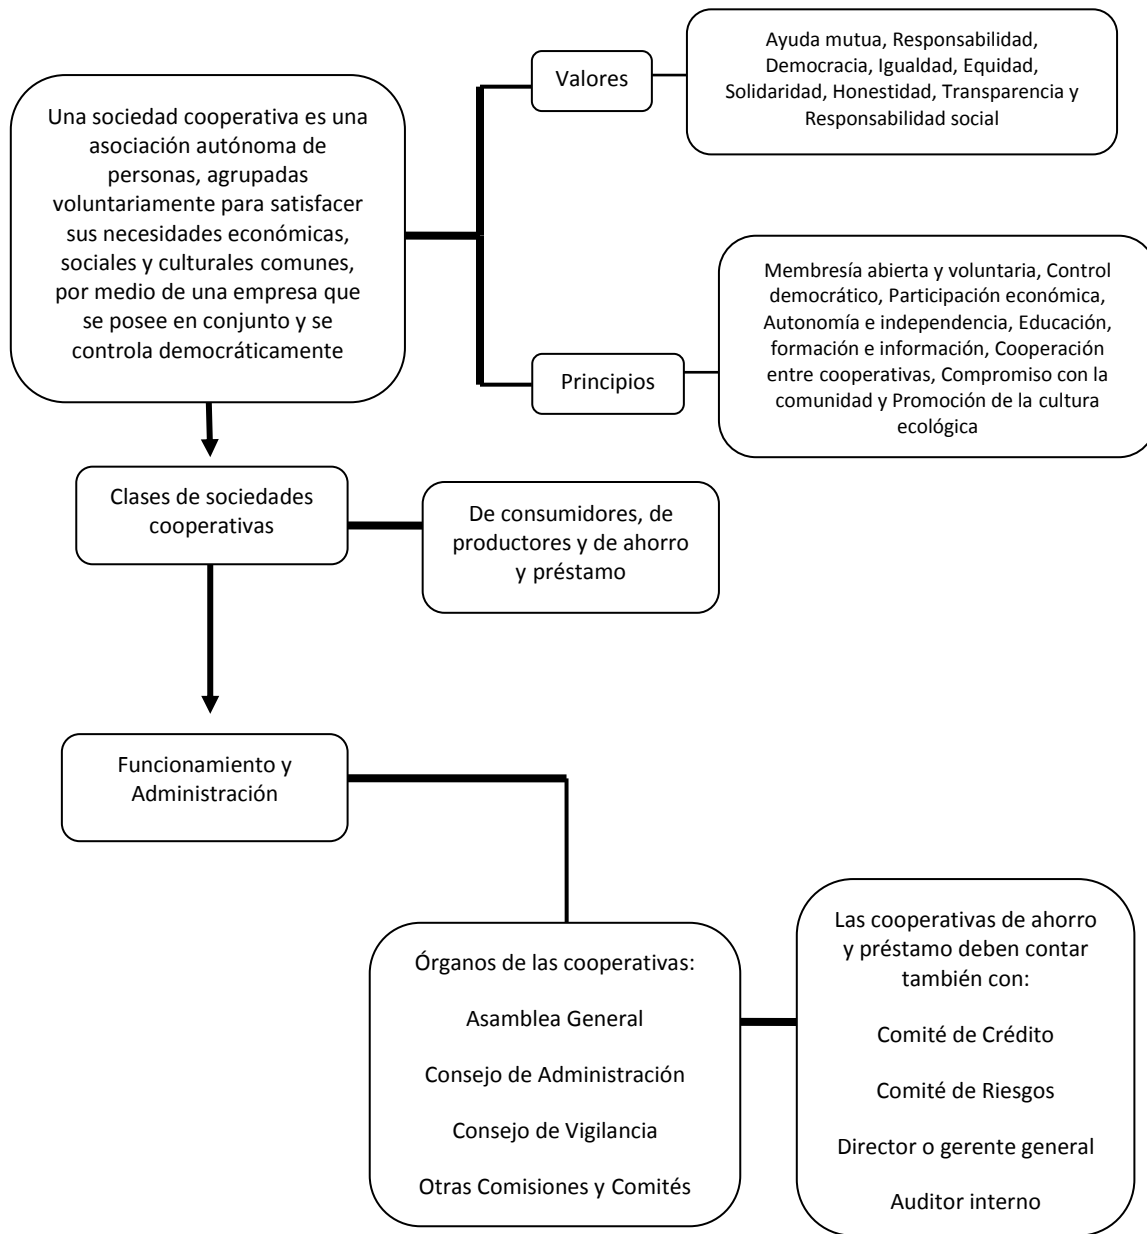 Una sociedad cooperativa es una
asociación autónoma de
personas, agrupadas
voluntariamente para satisfacer
sus necesidades económicas,
sociales y culturales comunes,
por medio de una empresa que
se posee en conjunto y se
controla democráticamente
Valores
Ayuda mutua, Responsabilidad,
Democracia, Igualdad, Equidad,
Solidaridad, Honestidad, Transparencia y
Responsabilidad social
Principios
Membresía abierta y voluntaria, Control
democrático, Participación económica,
Autonomía e independencia, Educación,
formación e información, Cooperación
entre cooperativas, Compromiso con la
comunidad y Promoción de la cultura
ecológica
Clases de sociedades
cooperativas
De consumidores, de
productores y de ahorro
y préstamo
Funcionamiento y
Administración
Órganos de las cooperativas:
Asamblea General
Consejo de Administración
Consejo de Vigilancia
Otras Comisiones y Comités
Las cooperativas de ahorro
y préstamo deben contar
también con:
Comité de Crédito
Comité de Riesgos
Director o gerente general
Auditor interno